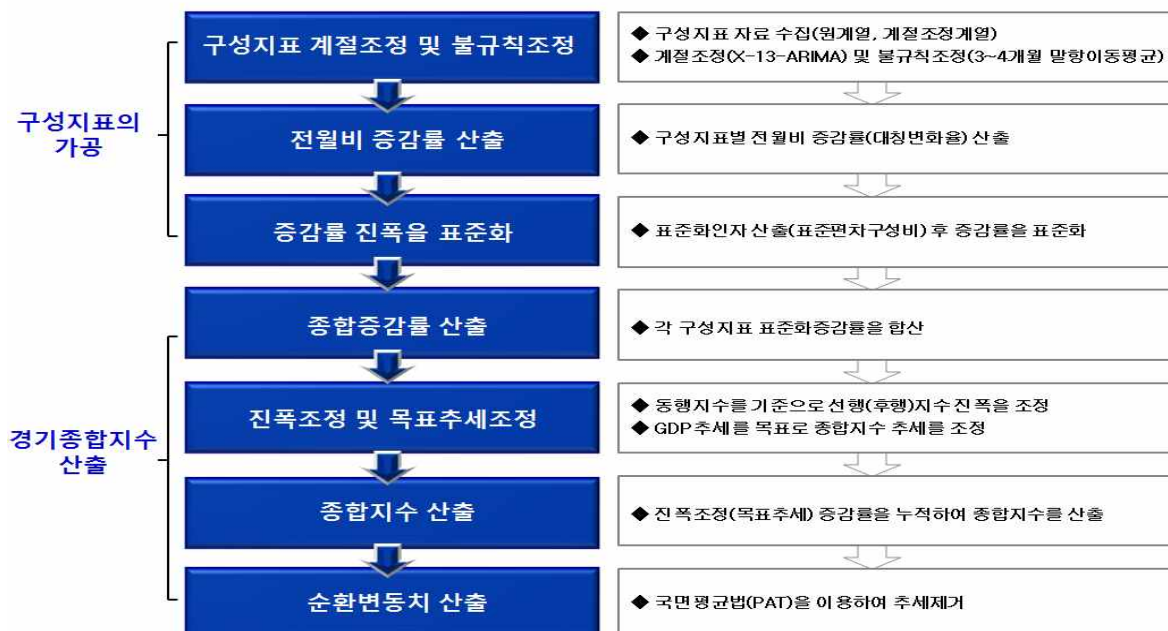 구성지표 계절조정 및 불규칙조정
◆ 구성지표 자료 수집(원계열, 계절조정계열)
◆ 계절조정(X-13-ARIMA) 및 불규칙조정(3~4개월 말항이동평균)
구성지표의
가공
전월비 증감률 산출
◆ 구성지표별 전월비 증감률(대칭변화율) 산출
증감률 진폭을 표준화
◆ 표준화인자 산출(표준편차구성비) 후 증감률을 표준화
종합증감률 산출
◆ 각 구성지표 표준화증감률을 합산
경기종합지수
산출
진폭조정 및 목표추세조정
◆ 동행지수를 기준으로 선행(후행)지수 진폭을 조정
◆ GDP 추세를 목표로 종합지수 추세를 조정
종합지수 산출
◆ 진폭조정(목표추세) 증감률을 누적하여 종합지수를 산출
순환변동치 산출
◆ 국면평균법(PAT)을 이용하여 추세제거